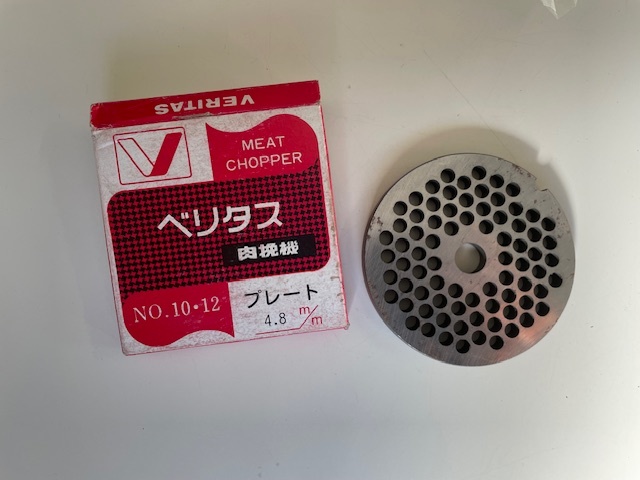 VERITAS
MEAT
CHOPPER
ベリタス
肉挽機
NO.10・12
プレート
4.8 m/m